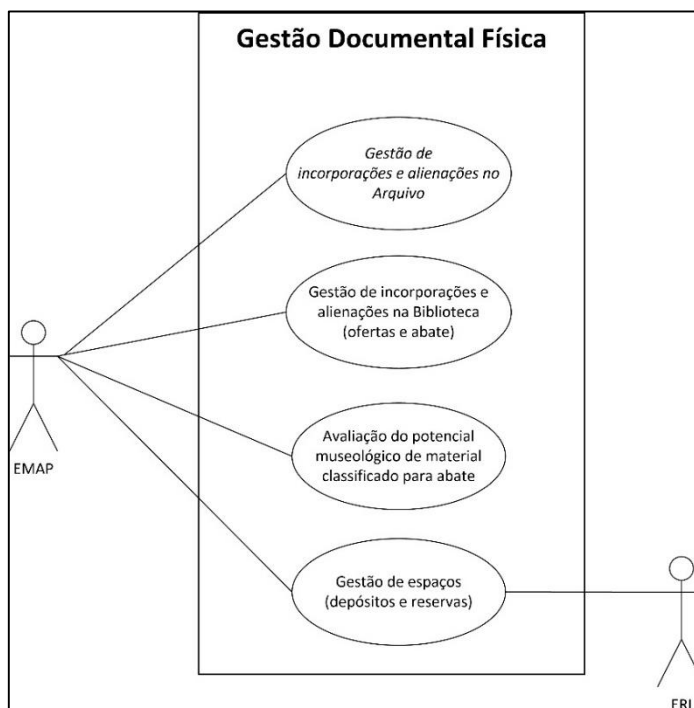 Gestão Documental Física
Gestão de
incorporações e alienações no
Arquivo
Gestão de incorporações e
alienações na Biblioteca
(ofertas e abate)
Avaliação do potencial
museológico de material
classificado para abate
Gestão de espaços
(depósitos e reservas)
EMAP